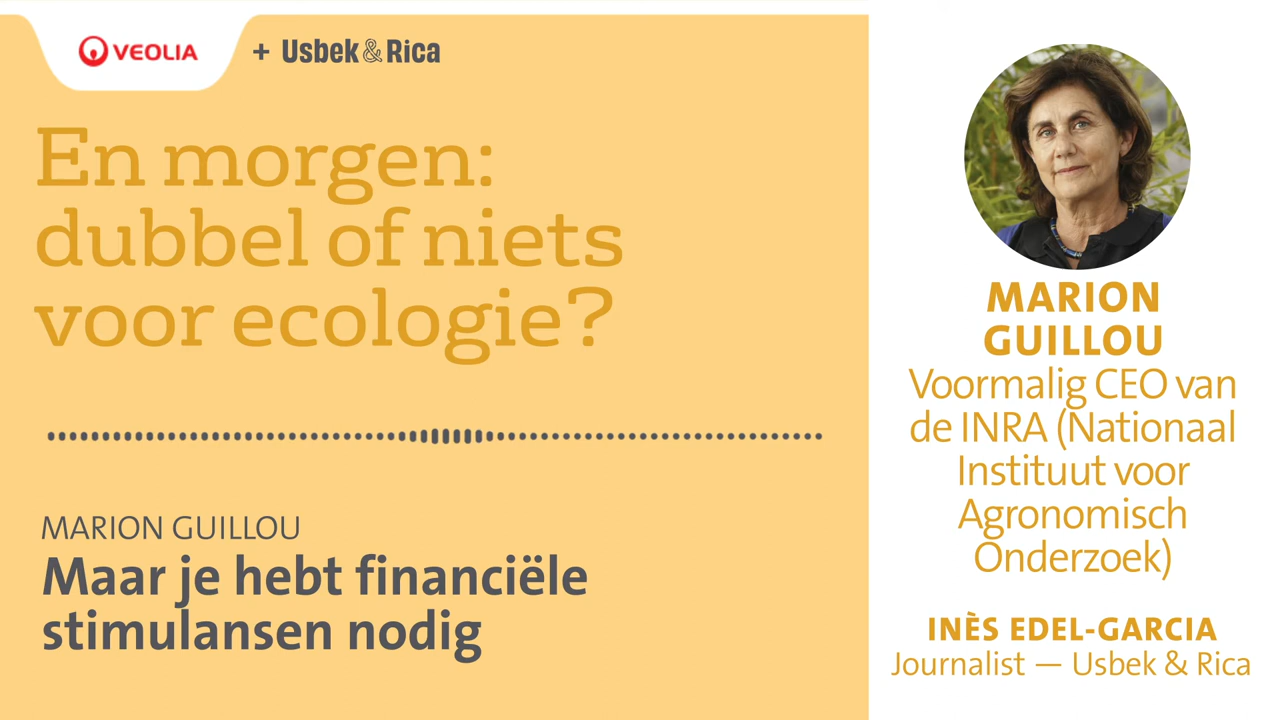 VEOLIA + Usbek & Rica
En morgen:
dubbel of niets
voor ecologie?
MARION GUILLOU
Maar je hebt financiële
stimulansen nodig
MARION
GUILLOU
Voormalig CEO van
de INRA (Nationaal
Instituut voor
Agronomisch
Onderzoek)
INÈS EDEL-GARCIA
Journalist — Usbek & Rica